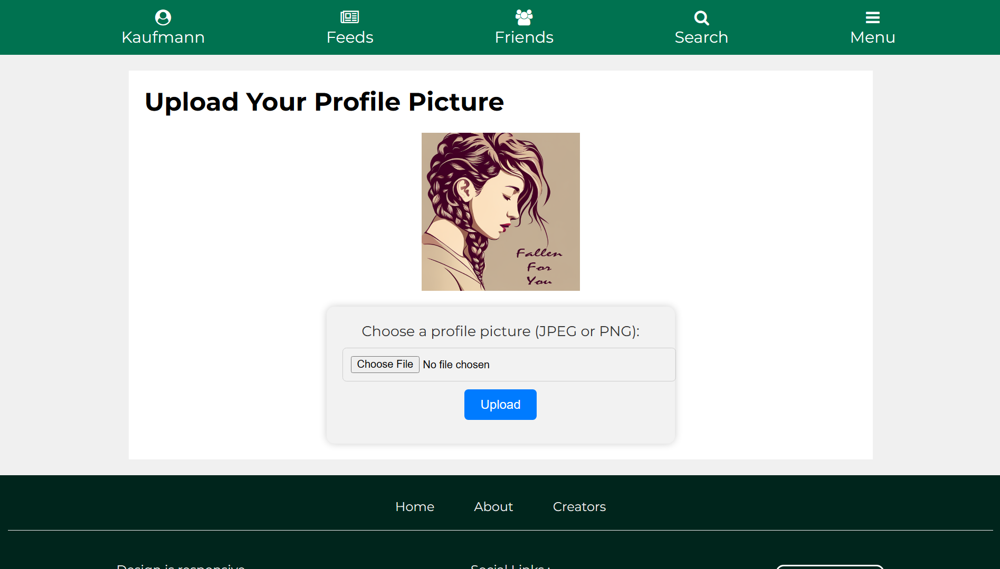 Kaufmann
Feeds
Friends
Search
Menu
Upload Your Profile Picture
Fallen
For
You
Choose a profile picture (JPEG or PNG):
Choose File No file chosen
Upload
Home
About
Creators
Design is responsive
Social Links :